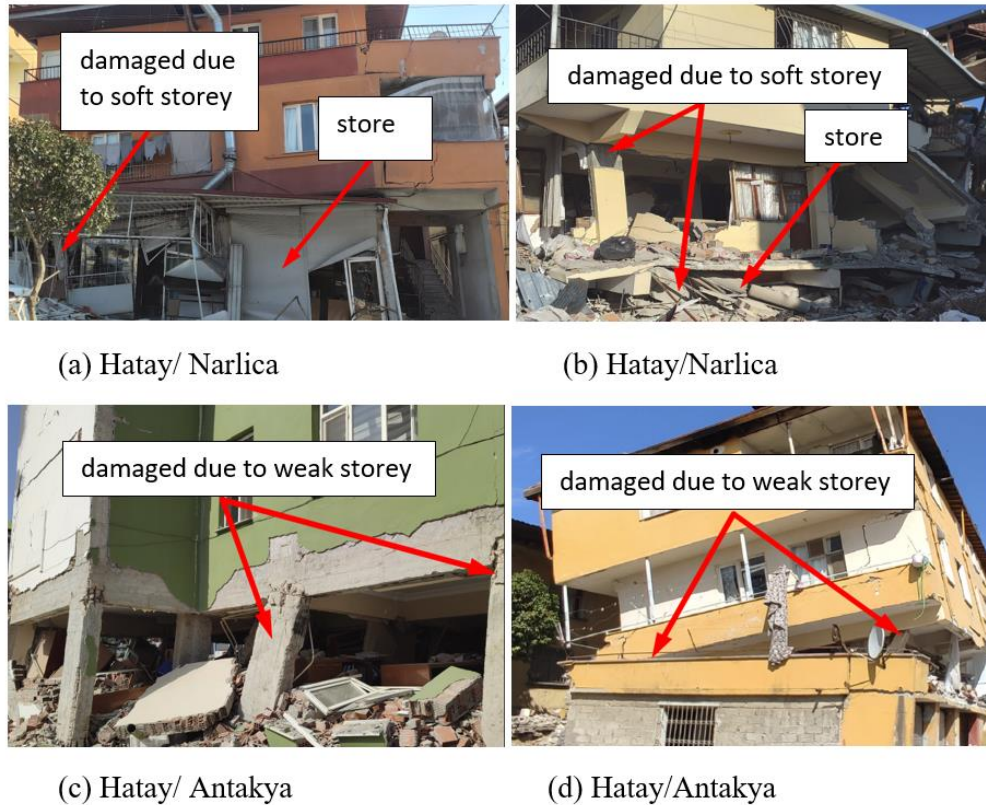 damaged due
to soft storey
store
damaged due to soft storey
store
(a) Hatay/ Narlica
(b) Hatay/Narlica
damaged due to weak storey
damaged due to weak storey
(c) Hatay/ Antakya
(d) Hatay/Antakya